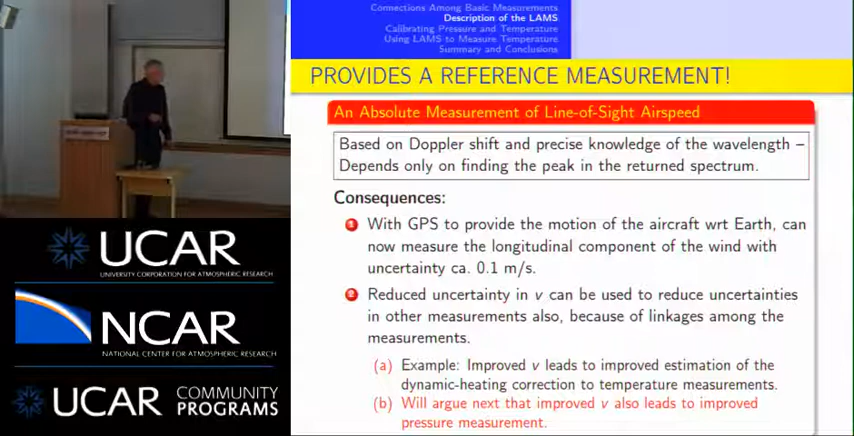 Connections Among Basic Measurements
Description of the LAMS
Calibrating Pressure and Temperature
Using LAMS to Measure Temperature
Summary and Conclusions
PROVIDES A REFERENCE MEASUREMENT!
An Absolute Measurement of Line-of-Sight Airspeed
Based on Doppler shift and precise knowledge of the wavelength –
Depends only on finding the peak in the returned spectrum.
Consequences:
1 With GPS to provide the motion of the aircraft wrt Earth, can
now measure the longitudinal component of the wind with
uncertainty ca. 0.1 m/s.
2 Reduced uncertainty in v can be used to reduce uncertainties
in other measurements also, because of linkages among the
measurements.
(a) Example: Improved v leads to improved estimation of the
dynamic-heating correction to temperature measurements.
(b) Will argue next that improved v also leads to improved
pressure measurement.
UCAR
UNIVERSITY CORPORATION FOR ATMOSPHERIC RESEARCH
NCAR
NATIONAL CENTER FOR ATMOSPHERIC RESEARCH
UCAR COMMUNITY
PROGRAMS